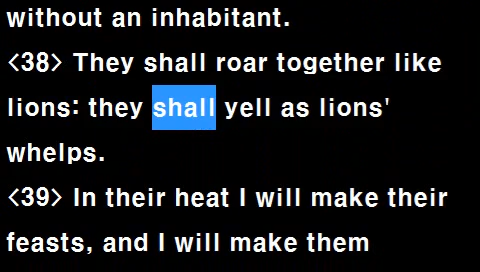 without an inhabitant.
<38> They shall roar together like
lions: they shall yell as lions'
whelps.
<39> In their heat I will make their
feasts, and I will make them